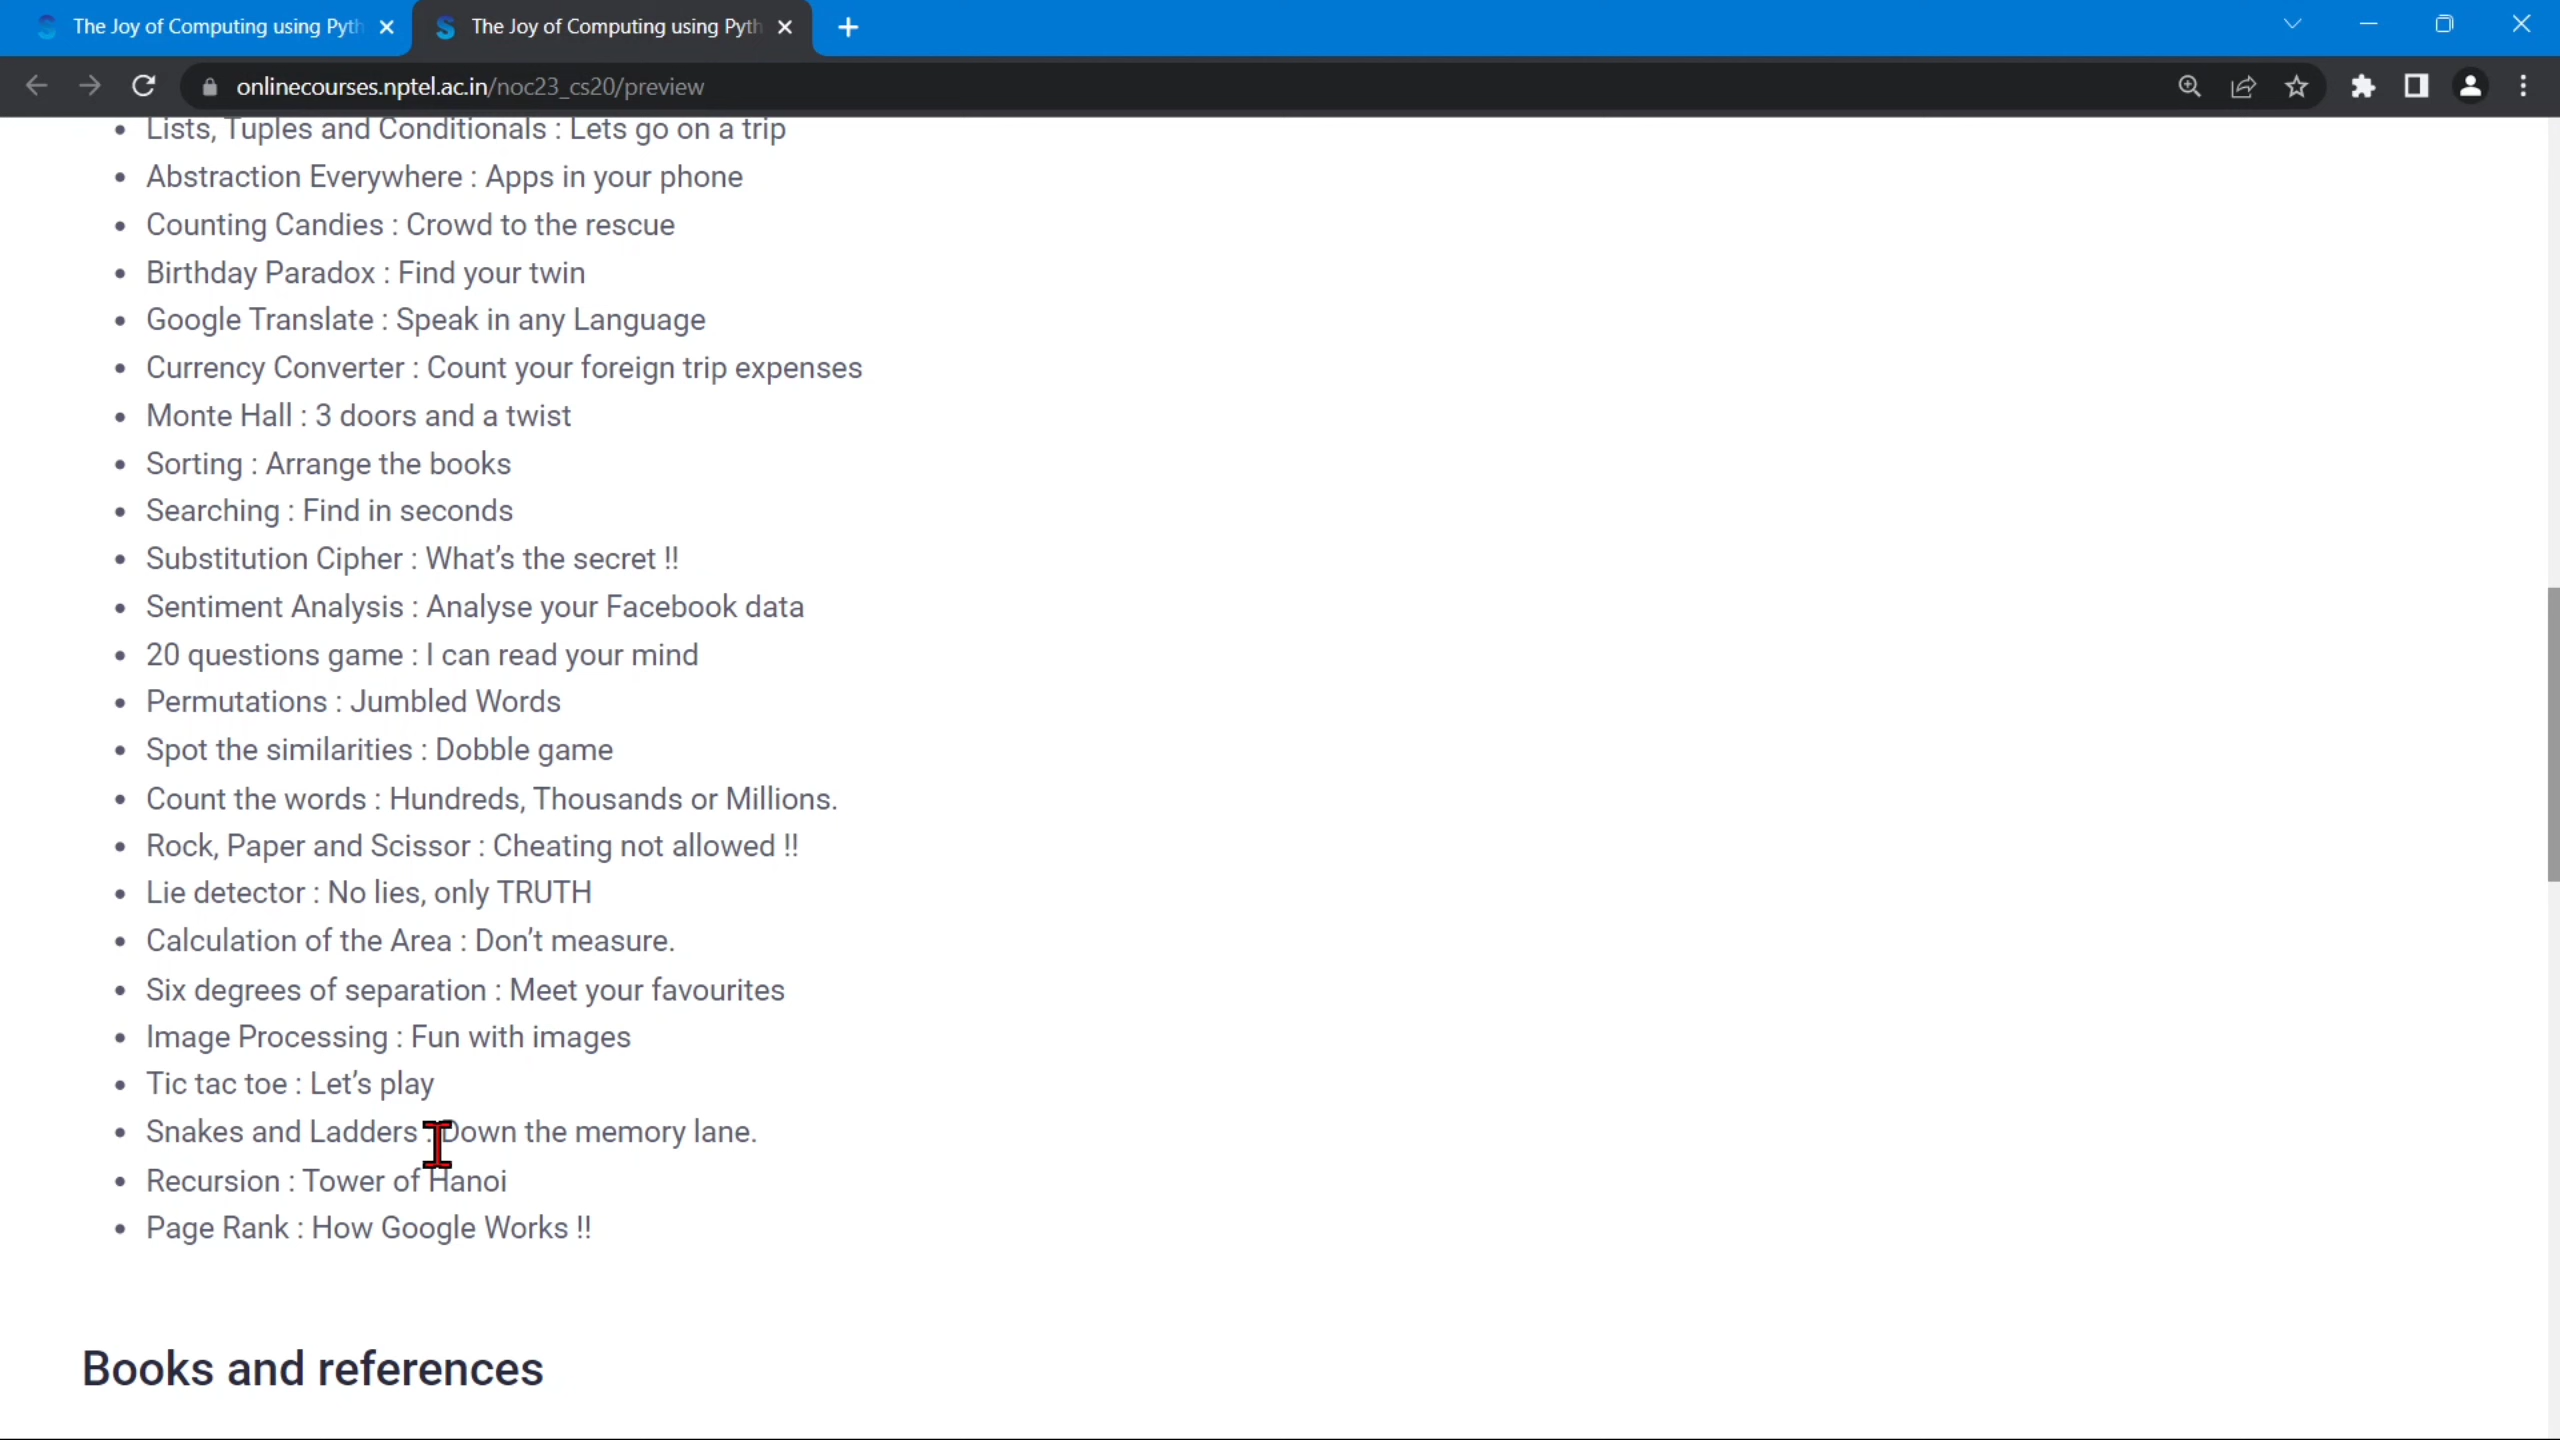 The Joy of Computing using Pyth
The Joy of Computing using Pyth
onlinecourses.nptel.ac.in/noc23_cs20/preview
• Lists, Tuples and Conditionals : Lets go on a trip
• Abstraction Everywhere : Apps in your phone
• Counting Candies : Crowd to the rescue
• Birthday Paradox : Find your twin
• Google Translate : Speak in any Language
• Currency Converter : Count your foreign trip expenses
• Monte Hall : 3 doors and a twist
• Sorting : Arrange the books
• Searching : Find in seconds
• Substitution Cipher : What’s the secret !!
• Sentiment Analysis : Analyse your Facebook data
• 20 questions game : I can read your mind
• Permutations : Jumbled Words
• Spot the similarities : Dobble game
• Count the words : Hundreds, Thousands or Millions.
• Rock, Paper and Scissor : Cheating not allowed !!
• Lie detector : No lies, only TRUTH
• Calculation of the Area : Don’t measure.
• Six degrees of separation : Meet your favourites
• Image Processing : Fun with images
• Tic tac toe : Let’s play
• Snakes and Ladders : Down the memory lane.
• Recursion : Tower of Hanoi
• Page Rank : How Google Works !!
Books and references